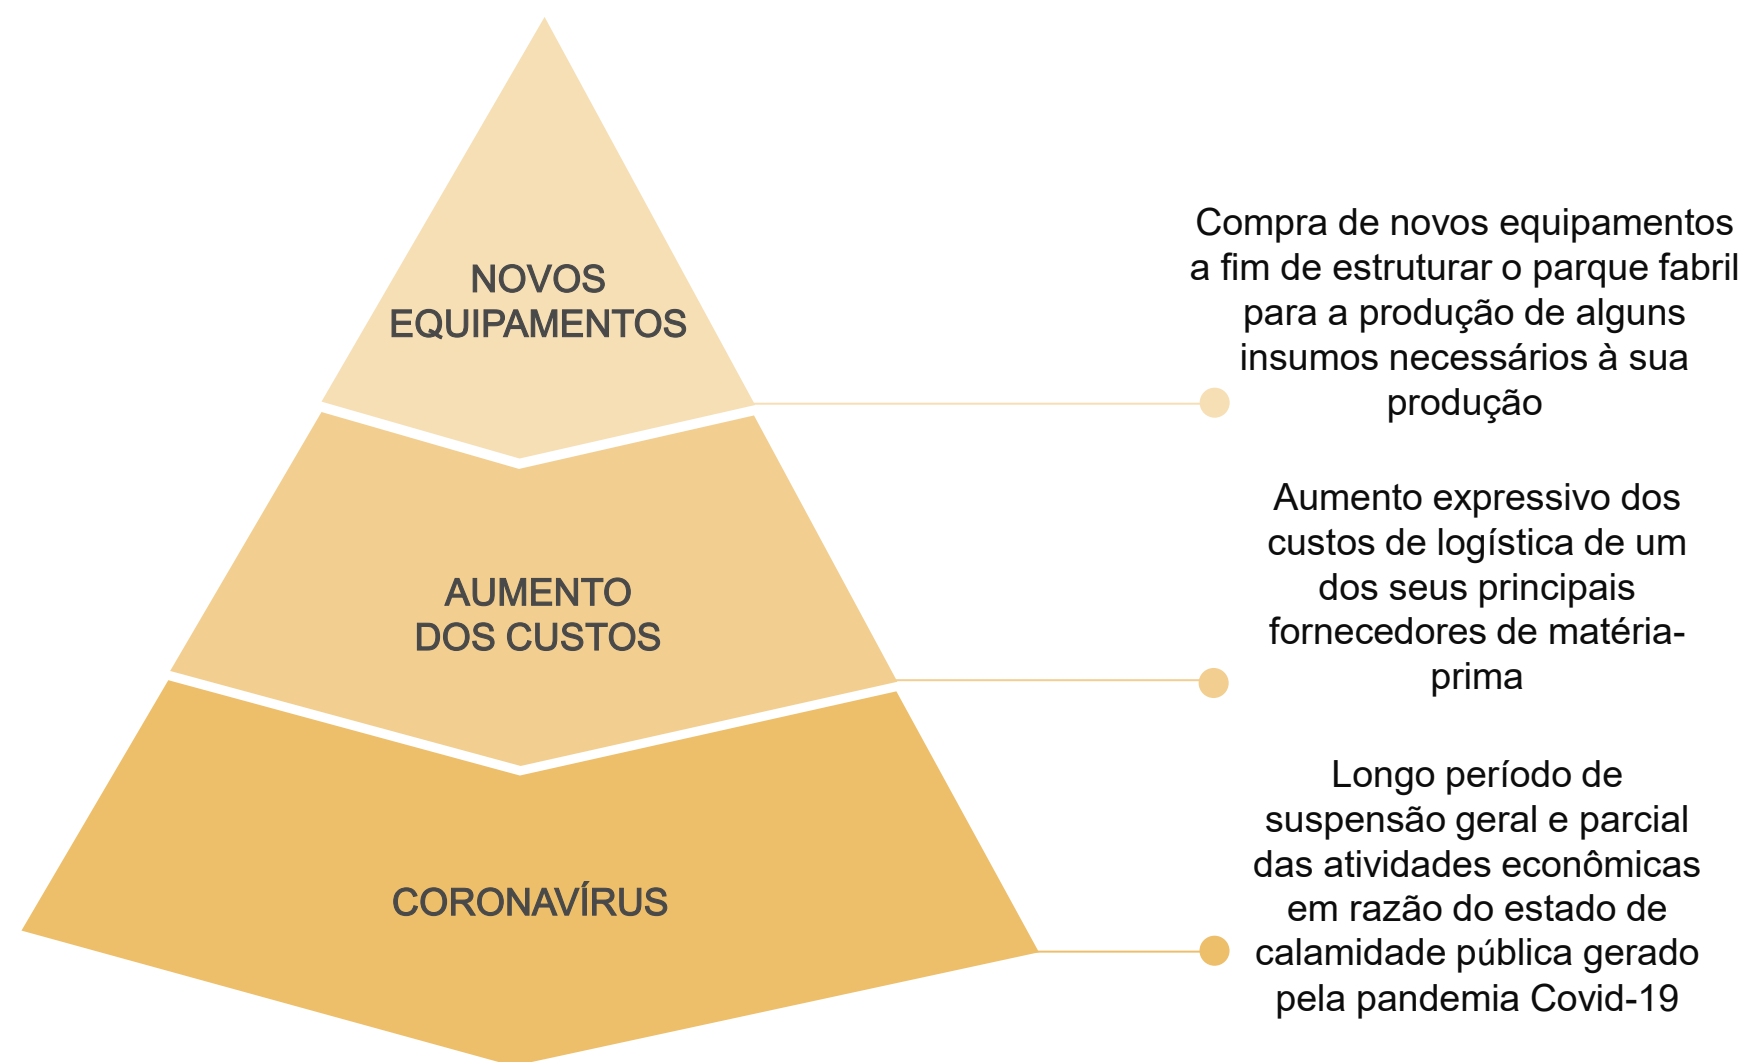 NOVOS
EQUIPAMENTOS
Compra de novos equipamentos
a fim de estruturar o parque fabril
para a produção de alguns
insumos necessários à sua
produção
AUMENTO
DOS CUSTOS
Aumento expressivo dos
custos de logística de um
dos seus principais
fornecedores de matéria-
prima
CORONAVÍRUS
Longo período de
suspensão geral e parcial
das atividades econômicas
em razão do estado de
calamidade pública gerado
pela pandemia Covid-19